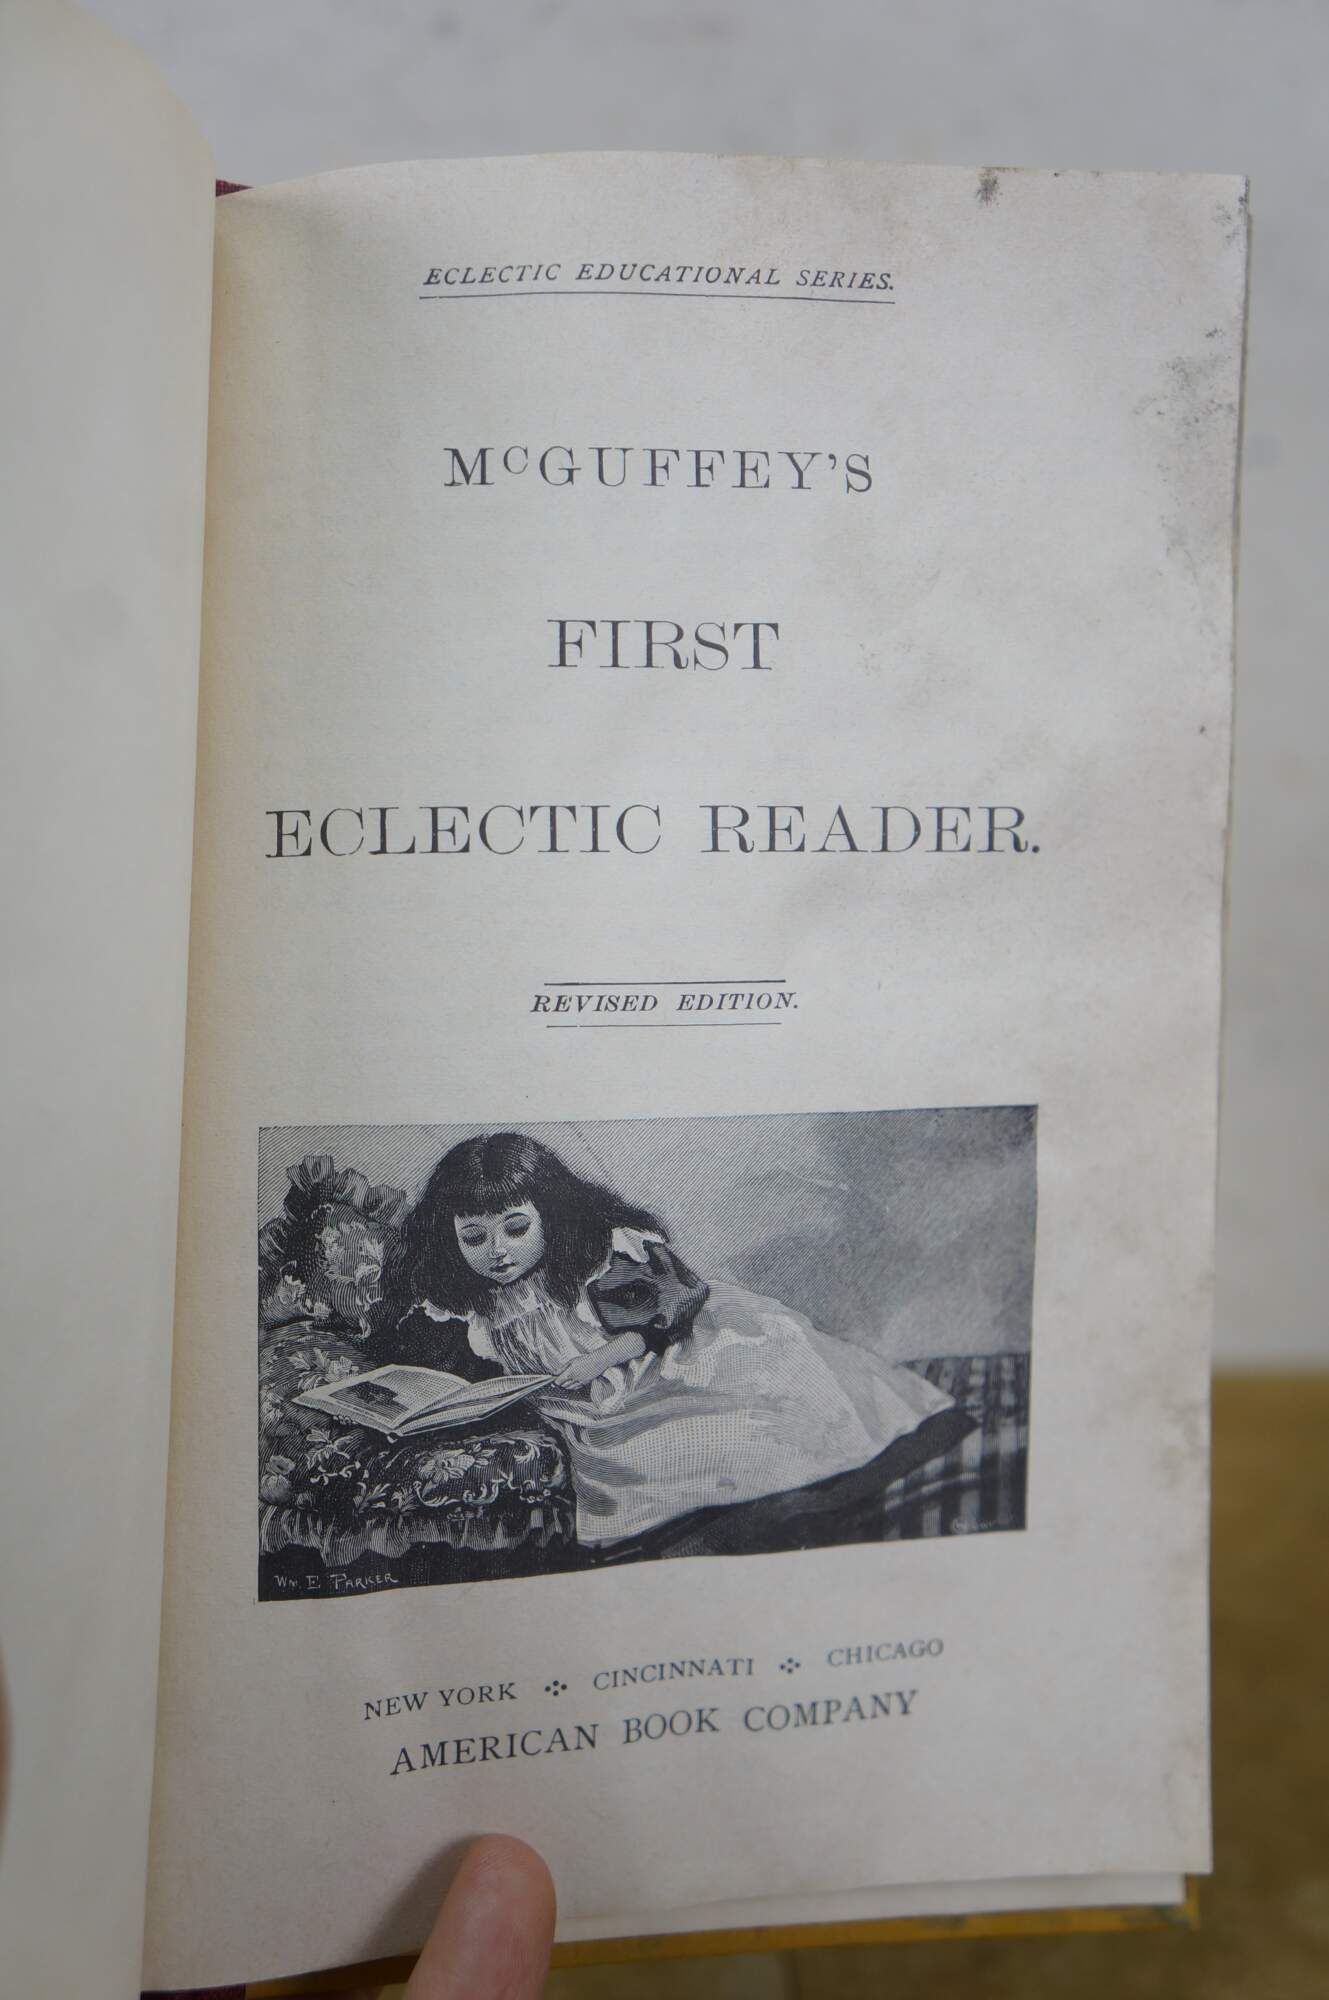 ECLECTIC EDUCATIONAL SERIES.
McGUFFEY'S
FIRST
ECLECTIC READER.
REVISED EDITION.
WM. E PARKER
NEW YORK ⁘ CINCINNATI ⁘ CHICAGO
AMERICAN BOOK COMPANY